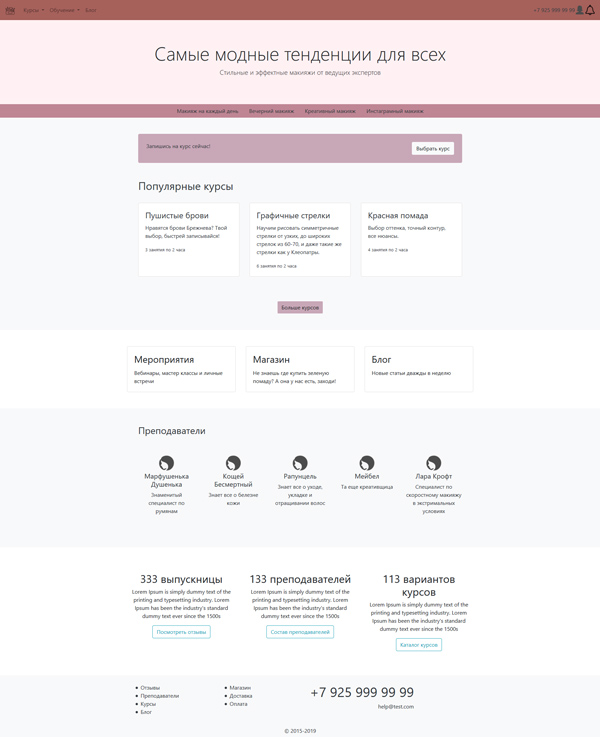 Курсы Обучение Блог +7 925 999 99 99
Самые модные тенденции для всех
Стильные и эффектные макияжи от ведущих экспертов
Макияж на каждый день Вечерний макияж Креативный макияж Инстаграмный макияж
Запишись на курс сейчас! Выбрать курс
Популярные курсы
Пушистые брови
Нравятся брови Брежнева? Твой
выбор, быстрей записывайся!
3 занятия по 2 часа
Графичные стрелки
Научим рисовать симметричные
стрелки от узких, до широких
стрелок из 60-70, и даже такие же
стрелки как у Клеопатры.
6 занятия по 2 часа
Красная помада
Выбор оттенка, точный контур,
все нюансы.
4 занятия по 2 часа
Больше курсов
Мероприятия
Вебинары, мастер классы и личные
встречи
Магазин
Не знаешь где купить зеленую
помаду? А она у нас есть, заходи!
Блог
Новые статьи дважды в неделю
Преподаватели
Марфушенька
Душенька
Знаменитый
специалист по
румянам
Кощей
Бесмертный
Знает все о белезне
кожи
Рапунцель
Знает все о уходе,
укладке и
отращивании волос
Мейбел
Та еще креативщица
Лара Крофт
Специалист по
скоростному макияжу
в экстримальных
условиях
333 выпускницы
Lorem Ipsum is simply dummy text of the
printing and typesetting industry. Lorem
Ipsum has been the industry's standard
dummy text ever since the 1500s
Посмотреть отзывы
133 преподавателей
Lorem Ipsum is simply dummy text of the
printing and typesetting industry. Lorem
Ipsum has been the industry's standard
dummy text ever since the 1500s
Состав преподавателей
113 вариантов
курсов
Lorem Ipsum is simply dummy text of the
printing and typesetting industry. Lorem
Ipsum has been the industry's standard
dummy text ever since the 1500s
Каталог курсов
Отзывы
Преподаватели
Курсы
Блог
Магазин
Доставка
Оплата
+7 925 999 99 99
help@test.com
© 2015-2019